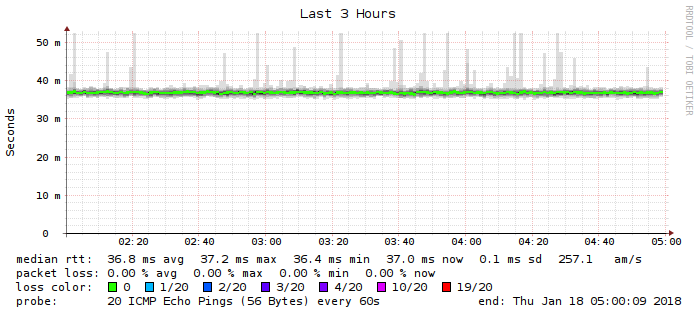 Last 3 Hours
RRDTOOL / TOBI OETIKER
Seconds
50 m
40 m
30 m
20 m
10 m
0
02:20 02:40 03:00 03:20 03:40 04:00 04:20 04:40 05:00
median rtt: 36.8 ms avg 37.2 ms max 36.4 ms min 37.0 ms now 0.1 ms sd 257.1 am/s
packet loss: 0.00 % avg 0.00 % max 0.00 % min 0.00 % now
loss color: 0 1/20 2/20 3/20 4/20 10/20 19/20
probe: 20 ICMP Echo Pings (56 Bytes) every 60s end: Thu Jan 18 05:00:09 2018